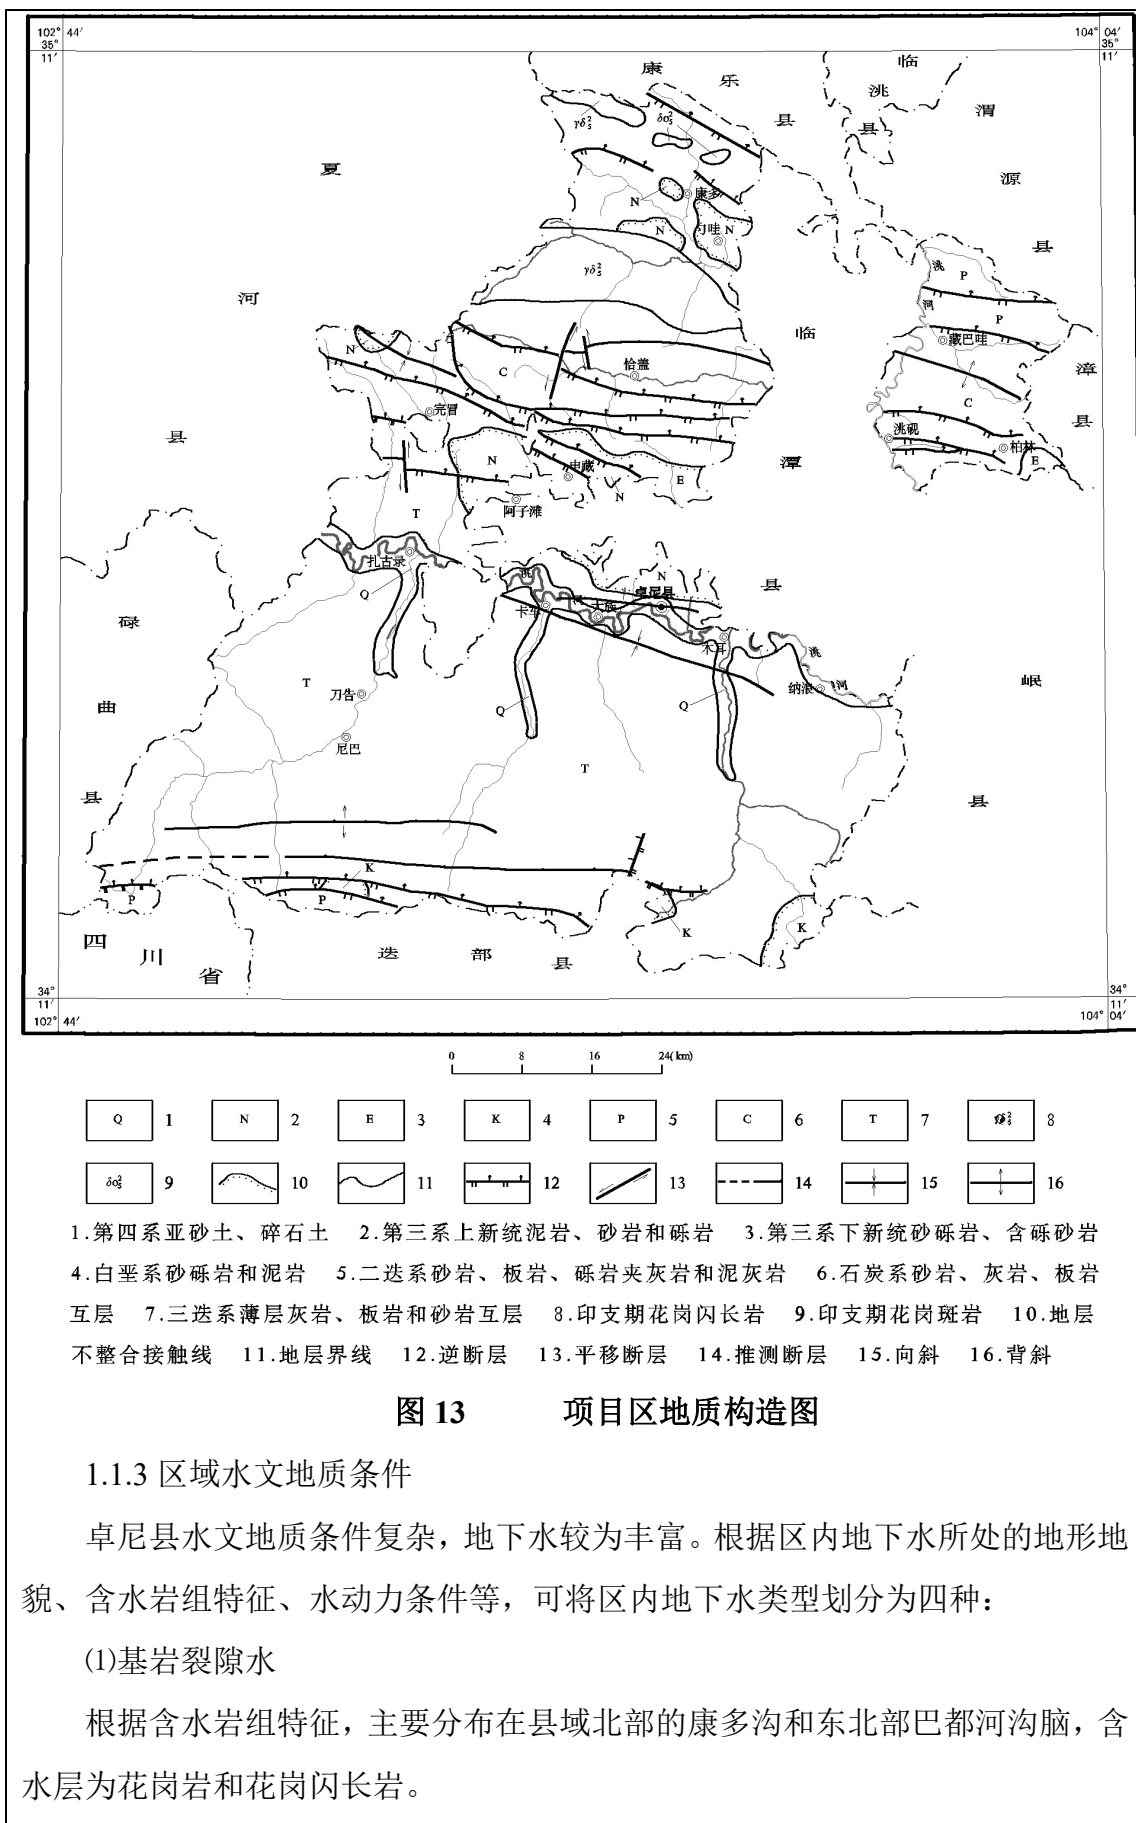 102° 44′
104° 04′
35°
11′
35°
11′
康
乐
县
临
洮
县
渭
源
县
γδ²₅
δο²₅
夏
N
康多
N
刁哇
N
γδ²₅
河
洮
P
河
P
藏巴哇
临
漳
县
N
C
恰盖
完冒
县
C
洮砚
柏林
E
潭
N
申藏
N
E
阿子滩
T
扎古录
Q
洮
N
卓尼县
县
卡车
大族
木耳
洮
河
纳浪
岷
碌
T
刀告
Q
Q
曲
尼巴
T
县
县
K
P
P
K
K
四
川
省
迭
部
县
34°
11′
34°
11′
102° 44′
104° 04′
0 8 16 24(km)
Q 1 N 2 E 3 K 4 P 5 C 6 T 7 γδ²₅ 8
δο²₅ 9 10 11 12 13 14 15 16
1.第四系亚砂土、碎石土 2.第三系上新统泥岩、砂岩和砾岩 3.第三系下新统砂砾岩、含砾砂岩
4.白垩系砂砾岩和泥岩 5.二迭系砂岩、板岩、砾岩夹灰岩和泥灰岩 6.石炭系砂岩、灰岩、板岩
互层 7.三迭系薄层灰岩、板岩和砂岩互层 8.印支期花岗闪长岩 9.印支期花岗斑岩 10.地层
不整合接触线 11.地层界线 12.逆断层 13.平移断层 14.推测断层 15.向斜 16.背斜
图 13 项目区地质构造图
1.1.3 区域水文地质条件
卓尼县水文地质条件复杂，地下水较为丰富。根据区内地下水所处的地形地
貌、含水岩组特征、水动力条件等，可将区内地下水类型划分为四种：
⑴基岩裂隙水
根据含水岩组特征，主要分布在县域北部的康多沟和东北部巴都河沟脑，含
水层为花岗岩和花岗闪长岩。